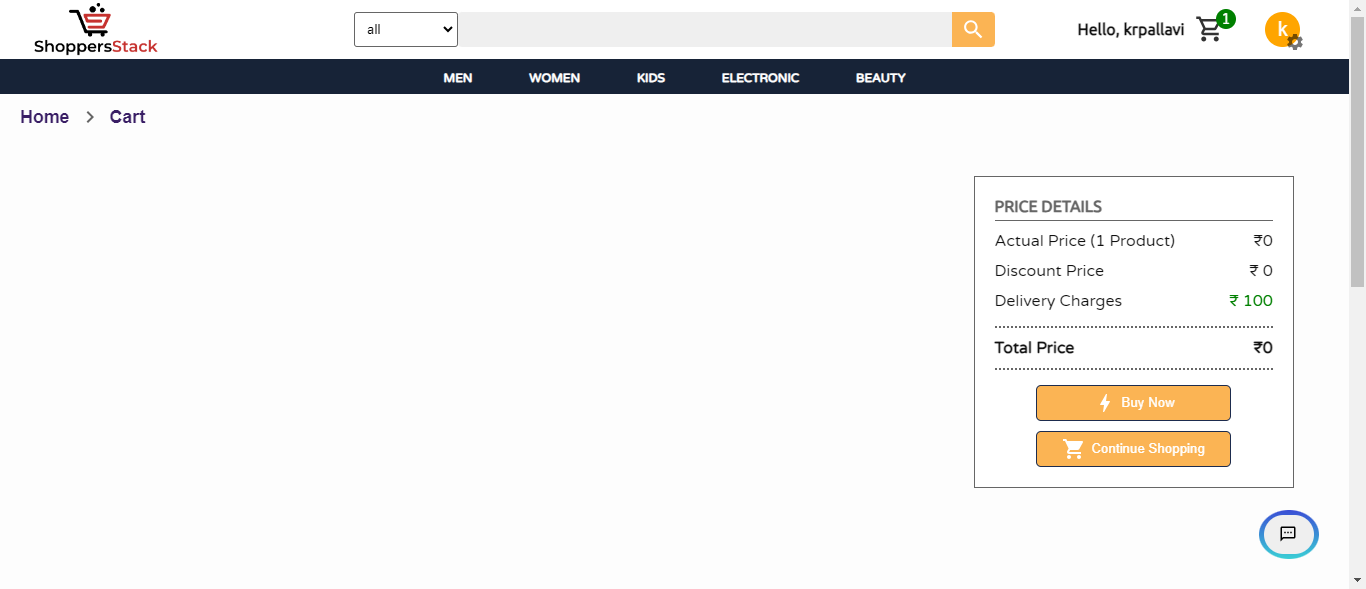 ShoppersStack
all
Hello, krpallavi
1
k
MEN WOMEN KIDS ELECTRONIC BEAUTY
Home > Cart
PRICE DETAILS
Actual Price (1 Product) ₹0
Discount Price ₹ 0
Delivery Charges ₹ 100
Total Price ₹0
Buy Now
Continue Shopping